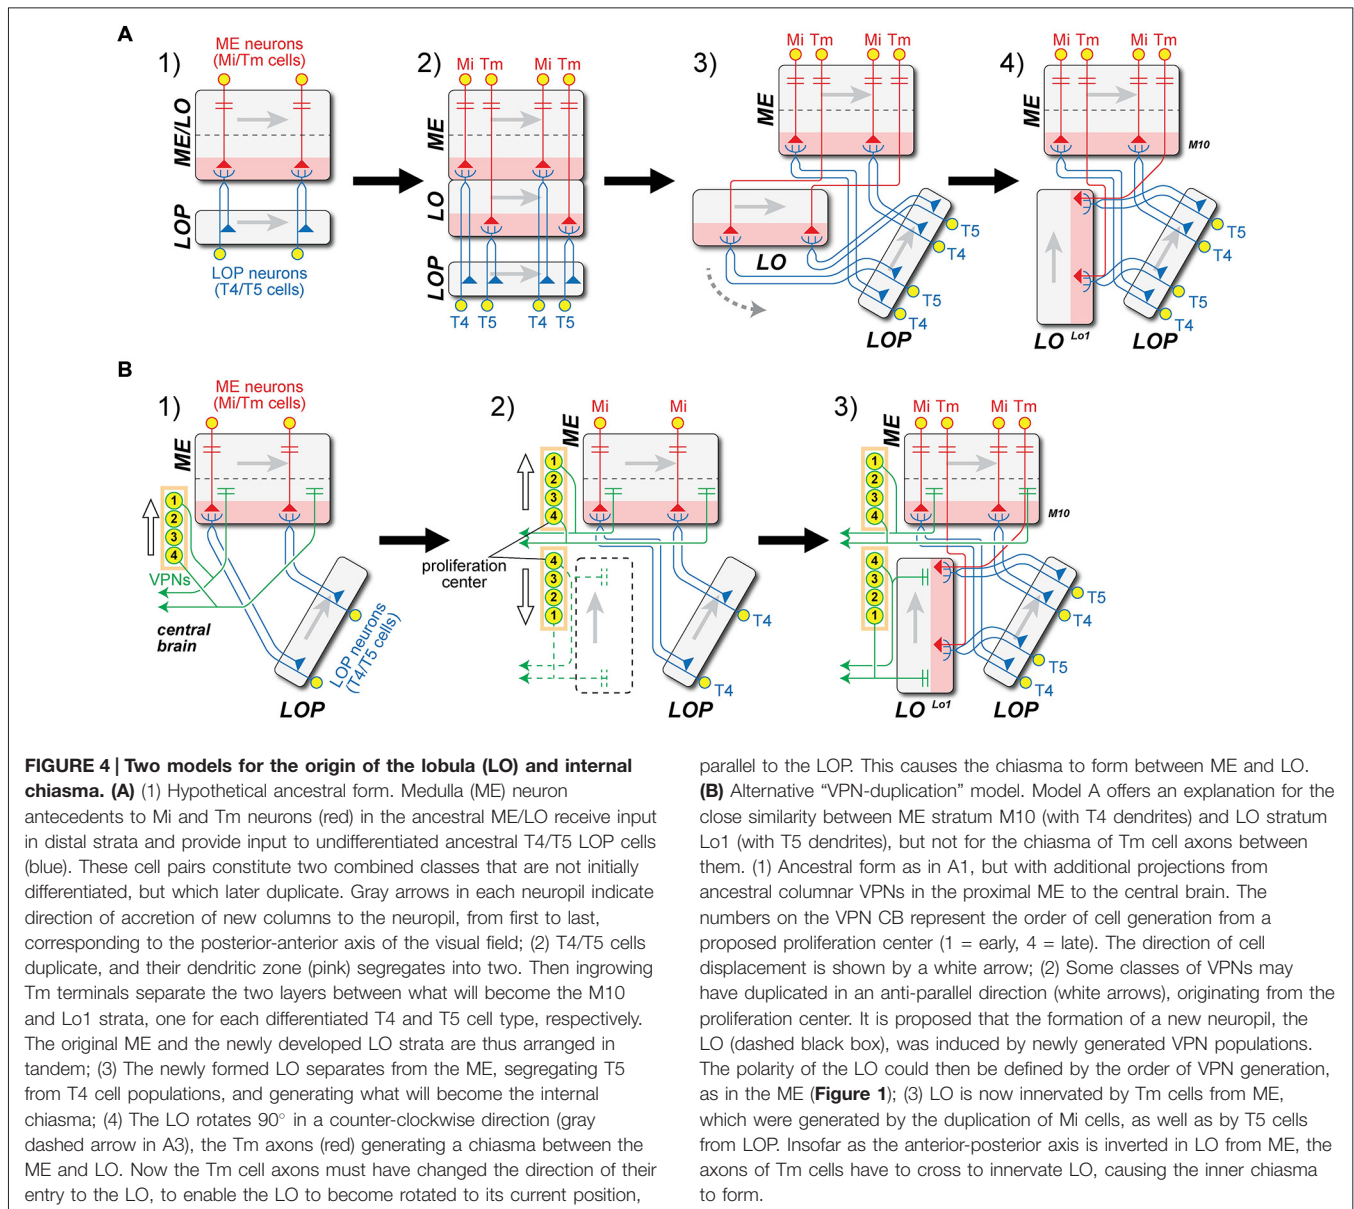 A
1)
ME neurons
(Mi/Tm cells)
ME/LO
LOP
LOP neurons
(T4/T5 cells)
2)
Mi Tm Mi Tm
ME
LO
LOP
T4 T5 T4 T5
3)
Mi Tm Mi Tm
ME
LO
T5
T4
T5
T4
LOP
4)
Mi Tm Mi Tm
ME
M10
T5
T4
T5
T4
LO Lo1
LOP
B
1)
ME neurons
(Mi/Tm cells)
ME
1
2
3
4
VPNs
central
brain
LOP neurons
(T4/T5 cells)
LOP
2)
Mi Mi
ME
1
2
3
4
proliferation
center
4
3
2
1
T4
T4
LOP
3)
Mi Tm Mi Tm
ME
1
2
3
4
M10
4
3
2
1
T5
T4
T5
T4
LO Lo1
LOP
FIGURE 4 | Two models for the origin of the lobula (LO) and internal
chiasma. (A) (1) Hypothetical ancestral form. Medulla (ME) neuron
antecedents to Mi and Tm neurons (red) in the ancestral ME/LO receive input
in distal strata and provide input to undifferentiated ancestral T4/T5 LOP cells
(blue). These cell pairs constitute two combined classes that are not initially
differentiated, but which later duplicate. Gray arrows in each neuropil indicate
direction of accretion of new columns to the neuropil, from first to last,
corresponding to the posterior-anterior axis of the visual field; (2) T4/T5 cells
duplicate, and their dendritic zone (pink) segregates into two. Then ingrowing
Tm terminals separate the two layers between what will become the M10
and Lo1 strata, one for each differentiated T4 and T5 cell type, respectively.
The original ME and the newly developed LO strata are thus arranged in
tandem; (3) The newly formed LO separates from the ME, segregating T5
from T4 cell populations, and generating what will become the internal
chiasma; (4) The LO rotates 90° in a counter-clockwise direction (gray
dashed arrow in A3), the Tm axons (red) generating a chiasma between the
ME and LO. Now the Tm cell axons must have changed the direction of their
entry to the LO, to enable the LO to become rotated to its current position,
parallel to the LOP. This causes the chiasma to form between ME and LO.
(B) Alternative “VPN-duplication” model. Model A offers an explanation for the
close similarity between ME stratum M10 (with T4 dendrites) and LO stratum
Lo1 (with T5 dendrites), but not for the chiasma of Tm cell axons between
them. (1) Ancestral form as in A1, but with additional projections from
ancestral columnar VPNs in the proximal ME to the central brain. The
numbers on the VPN CB represent the order of cell generation from a
proposed proliferation center (1 = early, 4 = late). The direction of cell
displacement is shown by a white arrow; (2) Some classes of VPNs may
have duplicated in an anti-parallel direction (white arrows), originating from the
proliferation center. It is proposed that the formation of a new neuropil, the
LO (dashed black box), was induced by newly generated VPN populations.
The polarity of the LO could then be defined by the order of VPN generation,
as in the ME (Figure 1); (3) LO is now innervated by Tm cells from ME,
which were generated by the duplication of Mi cells, as well as by T5 cells
from LOP. Insofar as the anterior-posterior axis is inverted in LO from ME, the
axons of Tm cells have to cross to innervate LO, causing the inner chiasma
to form.